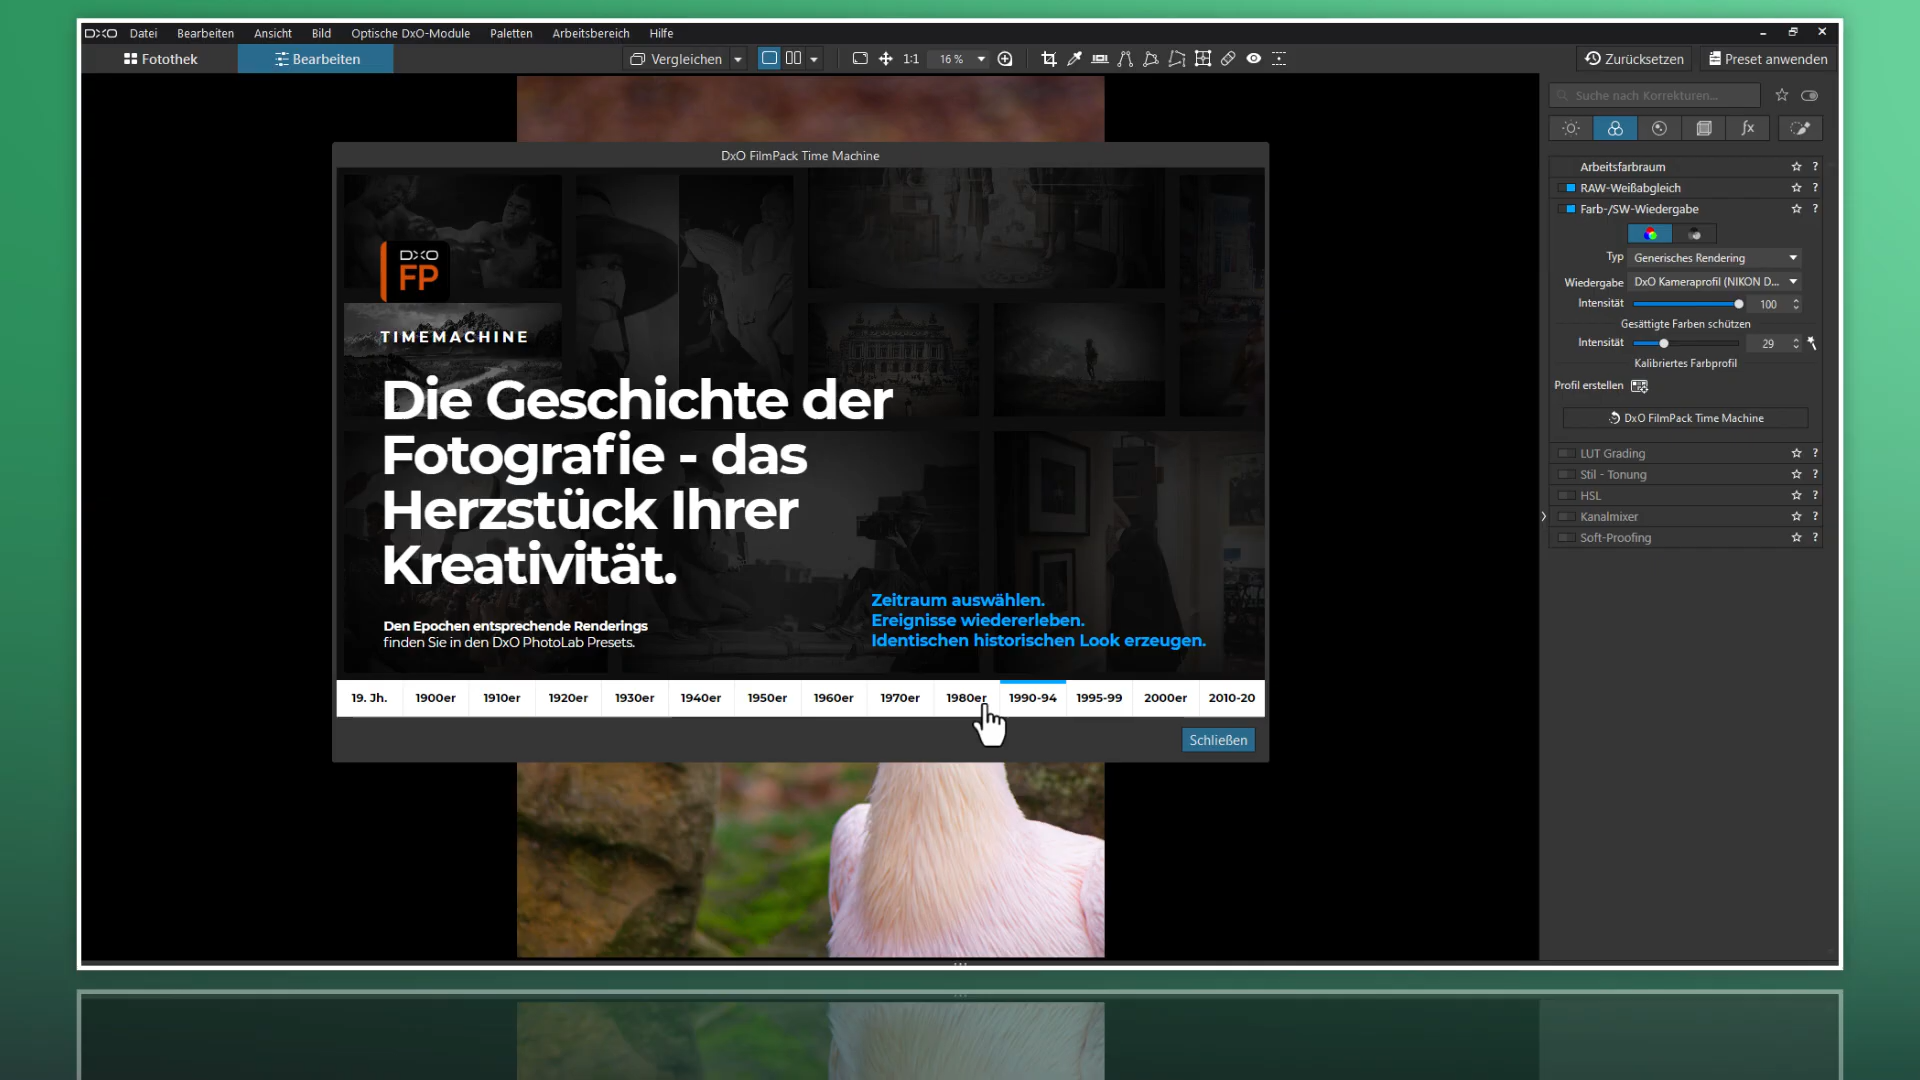 DXO Datei Bearbeiten Ansicht Bild Optische DxO-Module Paletten Arbeitsbereich Hilfe
Fotothek Bearbeiten Vergleichen 1:1 16 % Zurücksetzen Preset anwenden
Suche nach Korrekturen...
fx
DxO FilmPack Time Machine
DXO
FP
TIMEMACHINE
Die Geschichte der
Fotografie - das
Herzstück Ihrer
Kreativität.
Den Epochen entsprechende Renderings
finden Sie in den DxO PhotoLab Presets.
Zeitraum auswählen.
Ereignisse wiedererleben.
Identischen historischen Look erzeugen.
19. Jh. 1900er 1910er 1920er 1930er 1940er 1950er 1960er 1970er 1980er 1990-94 1995-99 2000er 2010-20
Schließen
Arbeitsfarbraum ?
RAW-Weißabgleich ?
Farb-/SW-Wiedergabe ?
Typ Generisches Rendering
Wiedergabe DxO Kameraprofil (NIKON D...
Intensität 100
Gesättigte Farben schützen
Intensität 29
Kalibriertes Farbprofil
Profil erstellen
DxO FilmPack Time Machine
LUT Grading ?
Stil - Tonung ?
HSL ?
Kanalmixer ?
Soft-Proofing ?